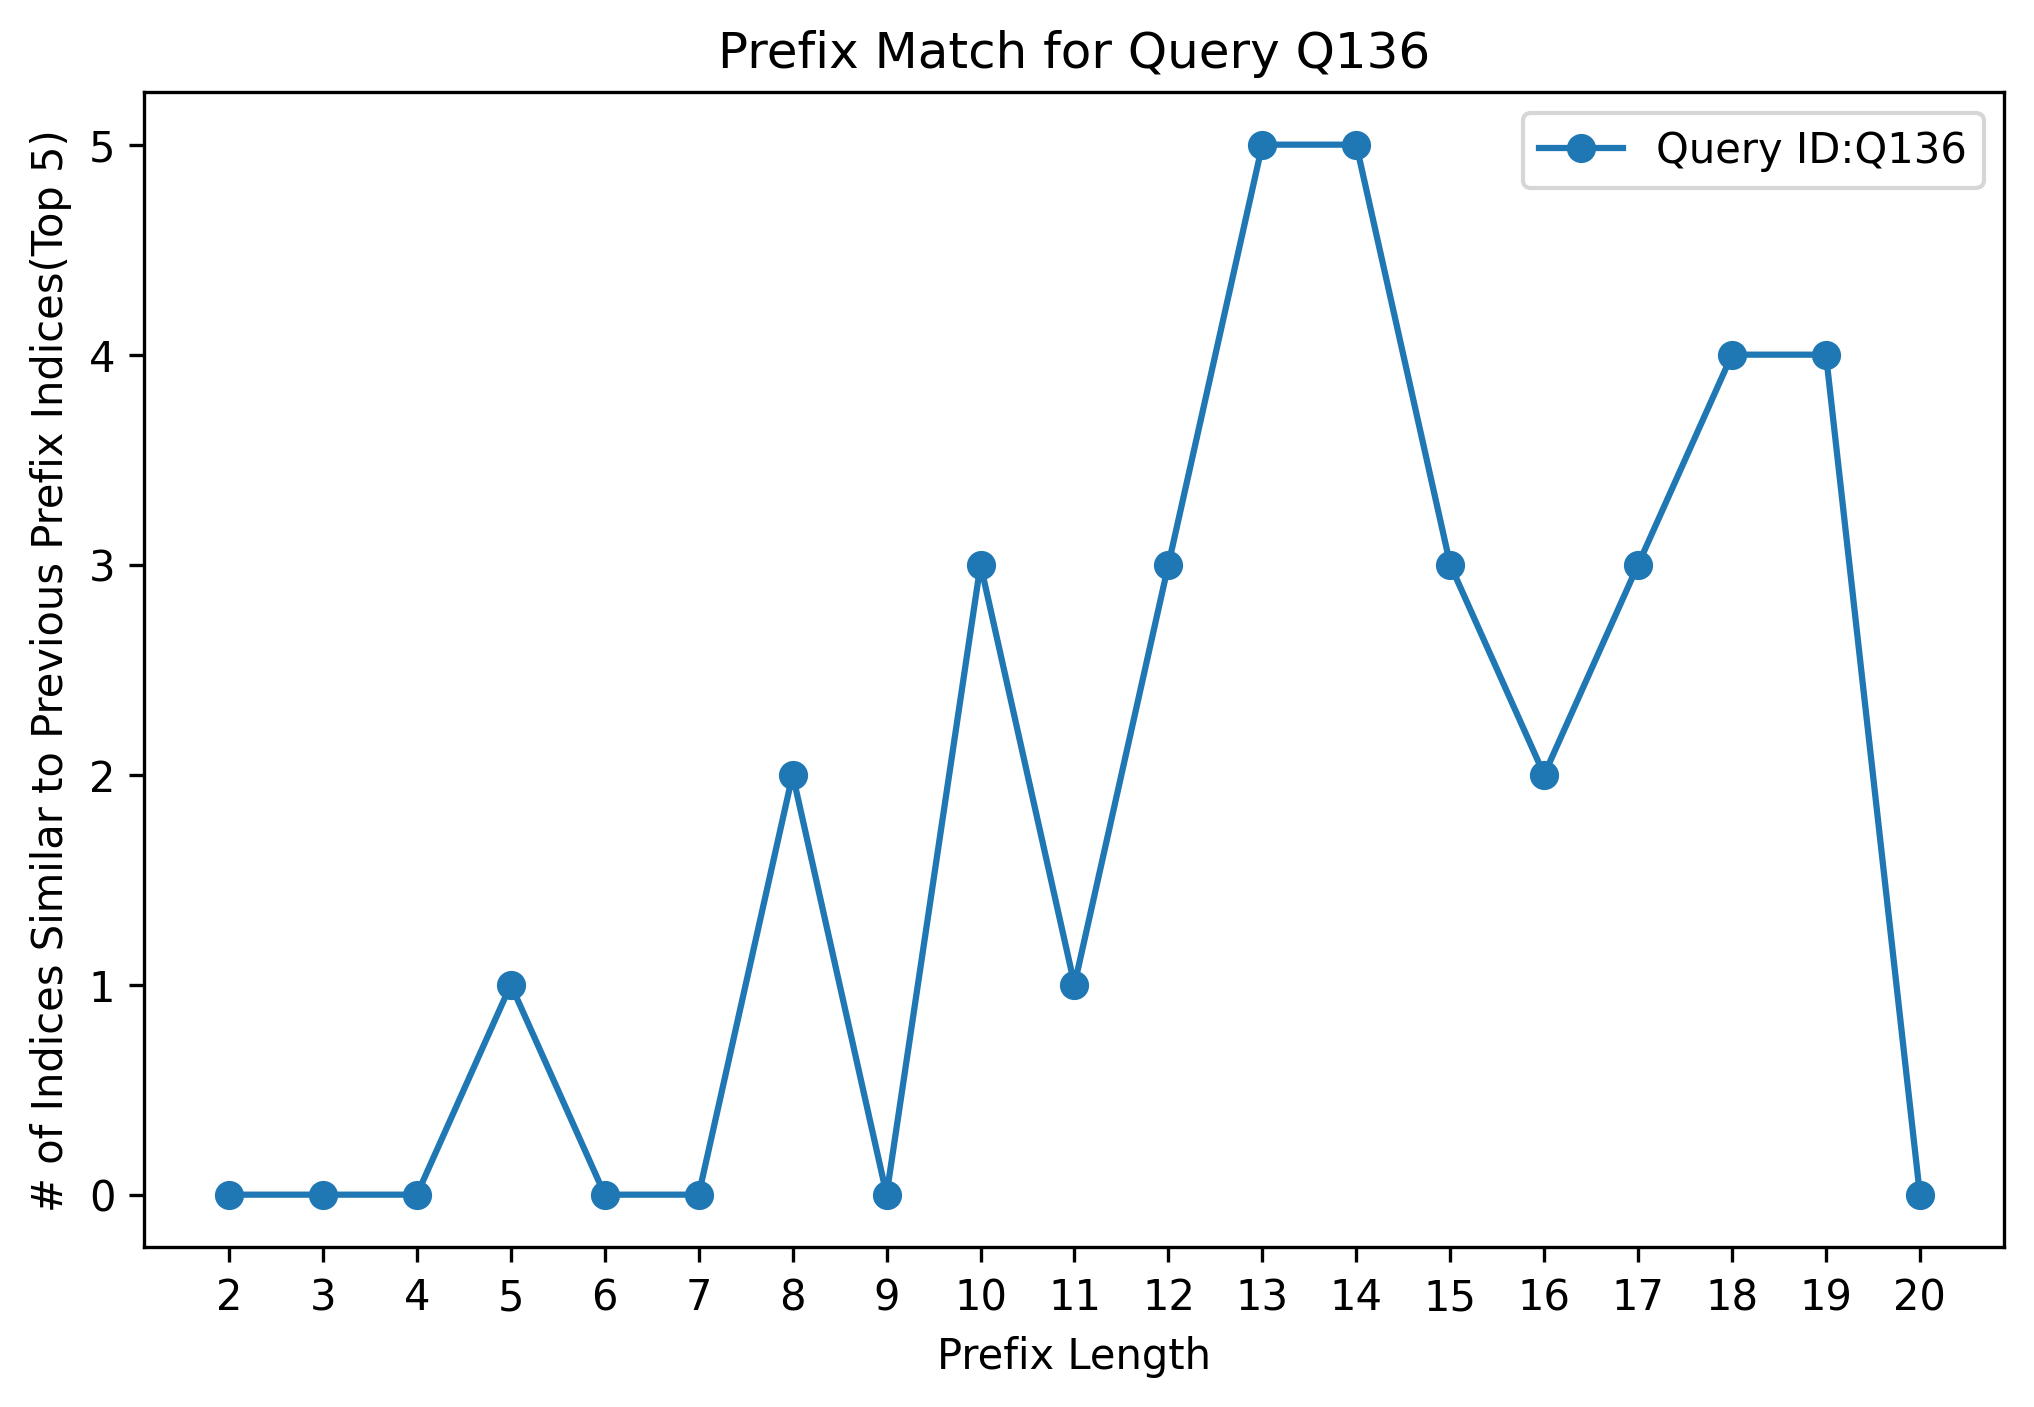 Prefix Match for Query Q136
Query ID:Q136
# of Indices Similar to Previous Prefix Indices(Top 5)
5
4
3
2
1
0
2 3 4 5 6 7 8 9 10 11 12 13 14 15 16 17 18 19 20
Prefix Length